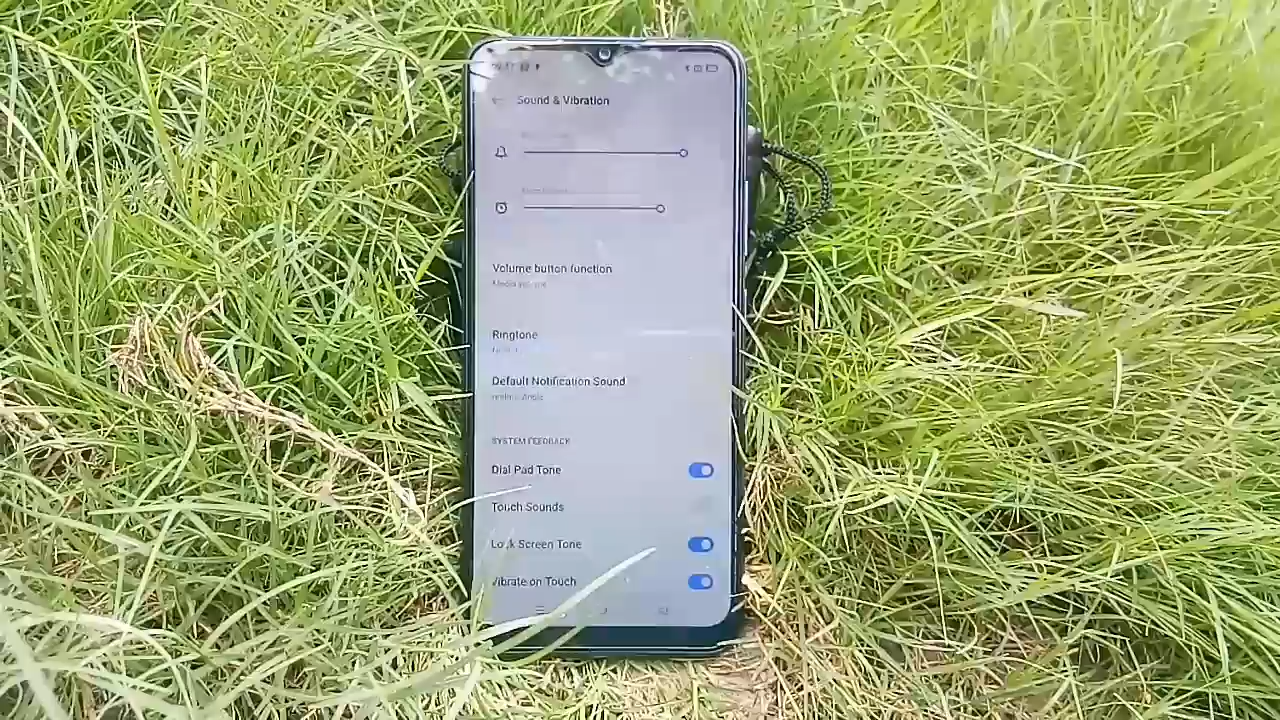 Sound & Vibration
Volume button function
Ringtone
Default Notification Sound
SYSTEM FEEDBACK
Dial Pad Tone
Touch Sounds
Lock Screen Tone
Vibrate on Touch